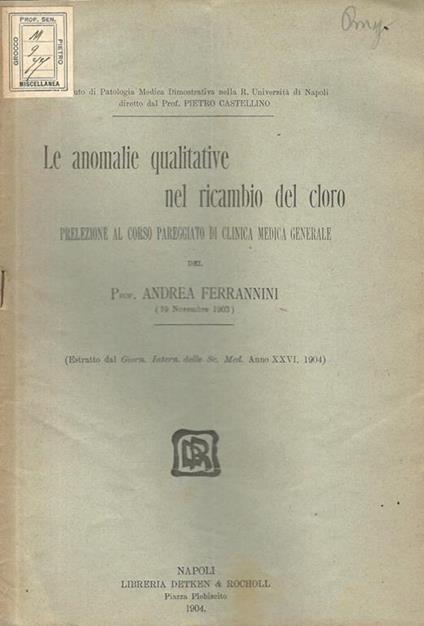 PROF. SEN.
GROCCO
PIETRO
M
9
MISCELLANEA
di Patologia Medica Dimostrativa nella R. Università di Napoli
diretto dal Prof. PIETRO CASTELLINO
Le anomalie qualitative
nel ricambio del cloro
PRELEZIONE AL CORSO PAREGGIATO DI CLINICA MEDICA GENERALE
DEL
PROF. ANDREA FERRANNINI
(19 Novembre 1903)
(Estratto dal Giorn. Intern. delle Sc. Med. Anno XXVI, 1904)
DR
NAPOLI
LIBRERIA DETKEN & ROCHOLL
Piazza Plebiscito
1904.